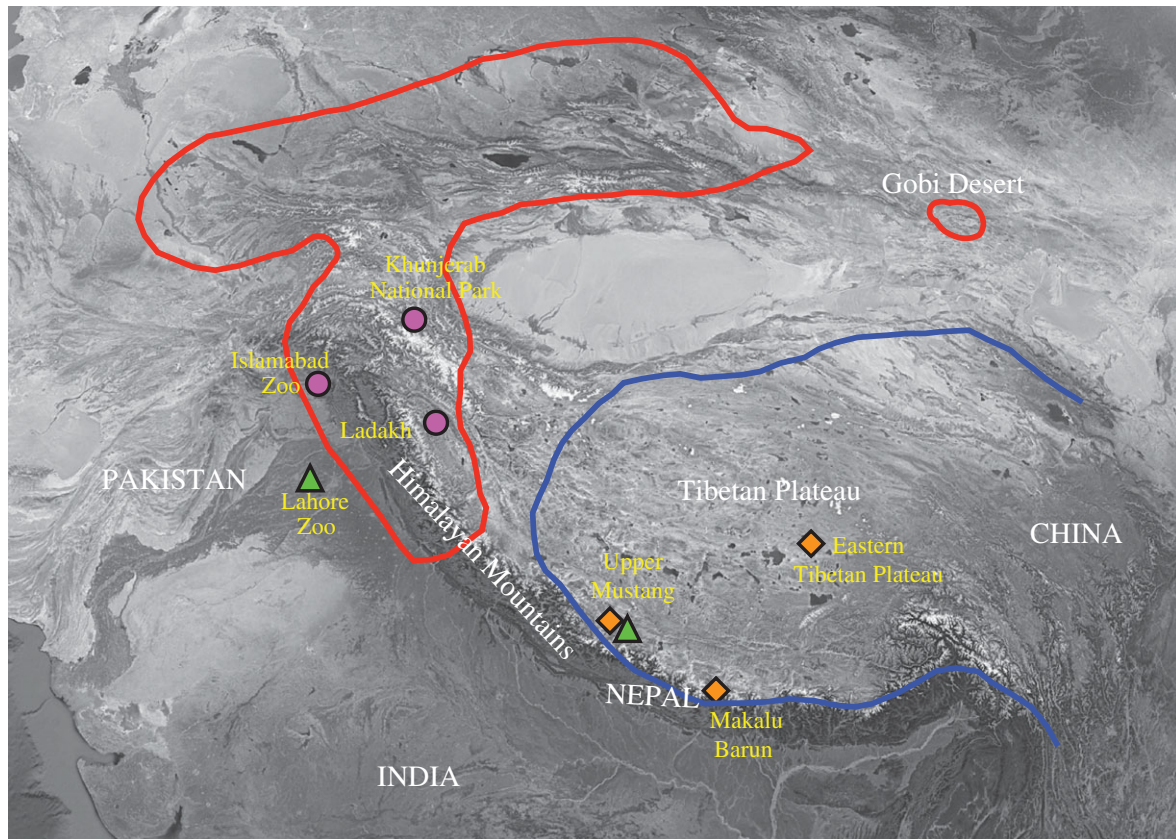 Gobi Desert
Khunjerab
National Park
Islamabad
Zoo
Ladakh
PAKISTAN
Lahore
Zoo
Himalayan Mountains
Tibetan Plateau
CHINA
Eastern
Tibetan Plateau
Upper
Mustang
NEPAL
Makalu
Barun
INDIA